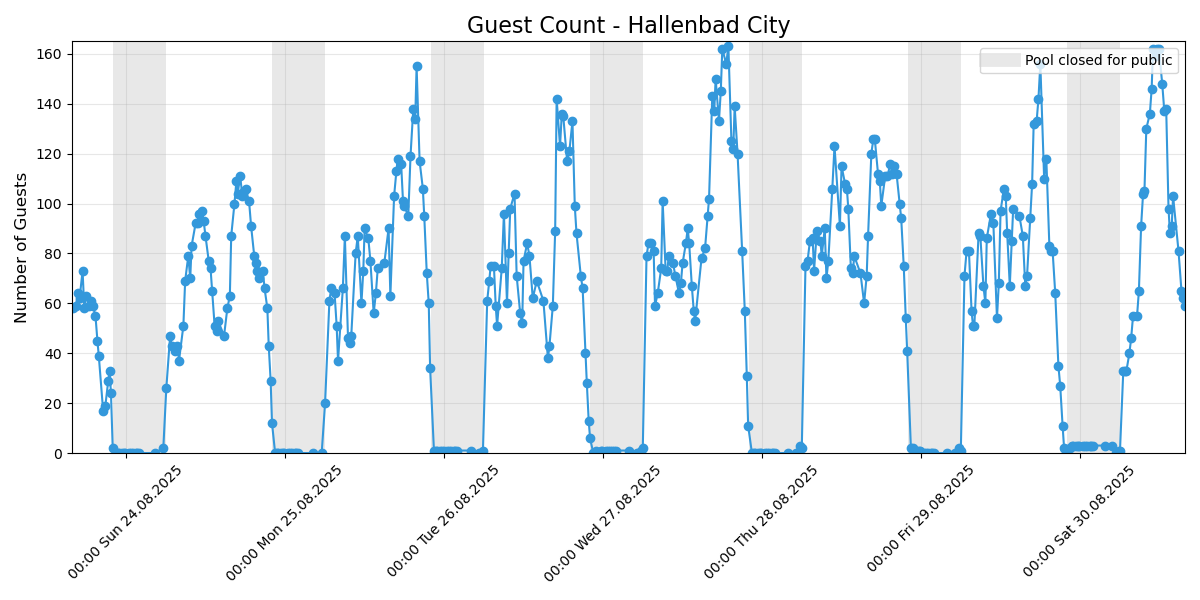 Guest Count - Hallenbad City
Pool closed for public
Number of Guests
160
140
120
100
80
60
40
20
0
00:00 Sun 24.08.2025
00:00 Mon 25.08.2025
00:00 Tue 26.08.2025
00:00 Wed 27.08.2025
00:00 Thu 28.08.2025
00:00 Fri 29.08.2025
00:00 Sat 30.08.2025